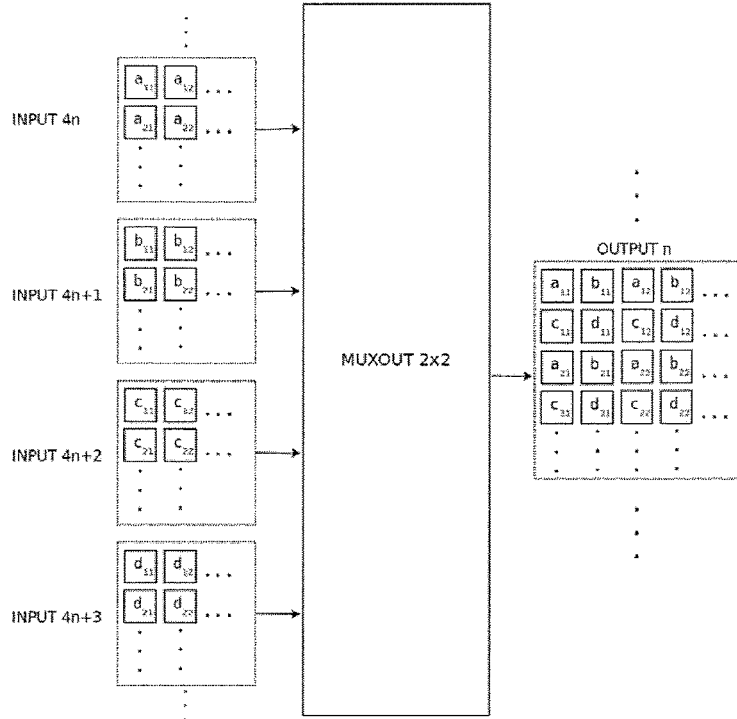 INPUT 4n
a₁₁ a₁₂ ...
a₂₁ a₂₂ ...
INPUT 4n+1
b₁₁ b₁₂ ...
b₂₁ b₂₂ ...
INPUT 4n+2
c₁₁ c₁₂ ...
c₂₁ c₂₂ ...
INPUT 4n+3
d₁₁ d₁₂ ...
d₂₁ d₂₂ ...
MUXOUT 2x2
OUTPUT n
a₁₁ b₁₁ a₁₂ b₁₂ ...
c₁₁ d₁₁ c₁₂ d₁₂ ...
a₂₁ b₂₁ a₂₂ b₂₂ ...
c₂₁ d₂₁ c₂₂ d₂₂ ...